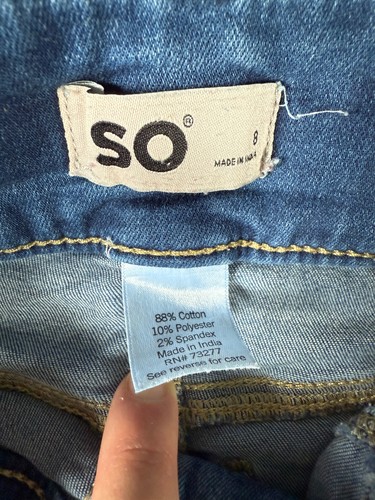 SO®
8
MADE IN INDIA
88% Cotton
10% Polyester
2% Spandex
Made in India
RN# 73277
See reverse for care